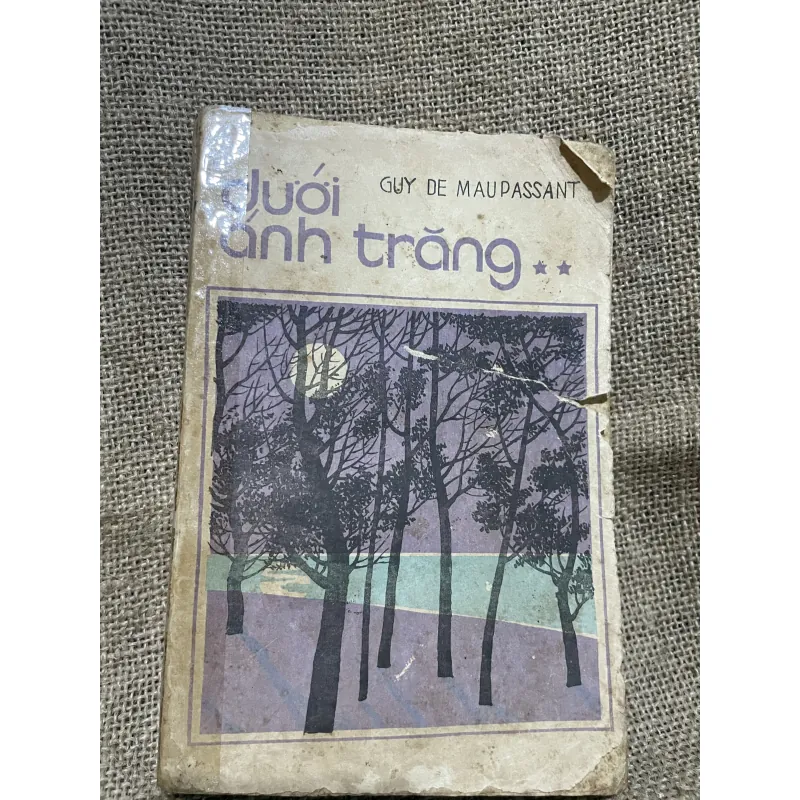 GUY DE MAUPASSANT
dưới
ánh trăng **